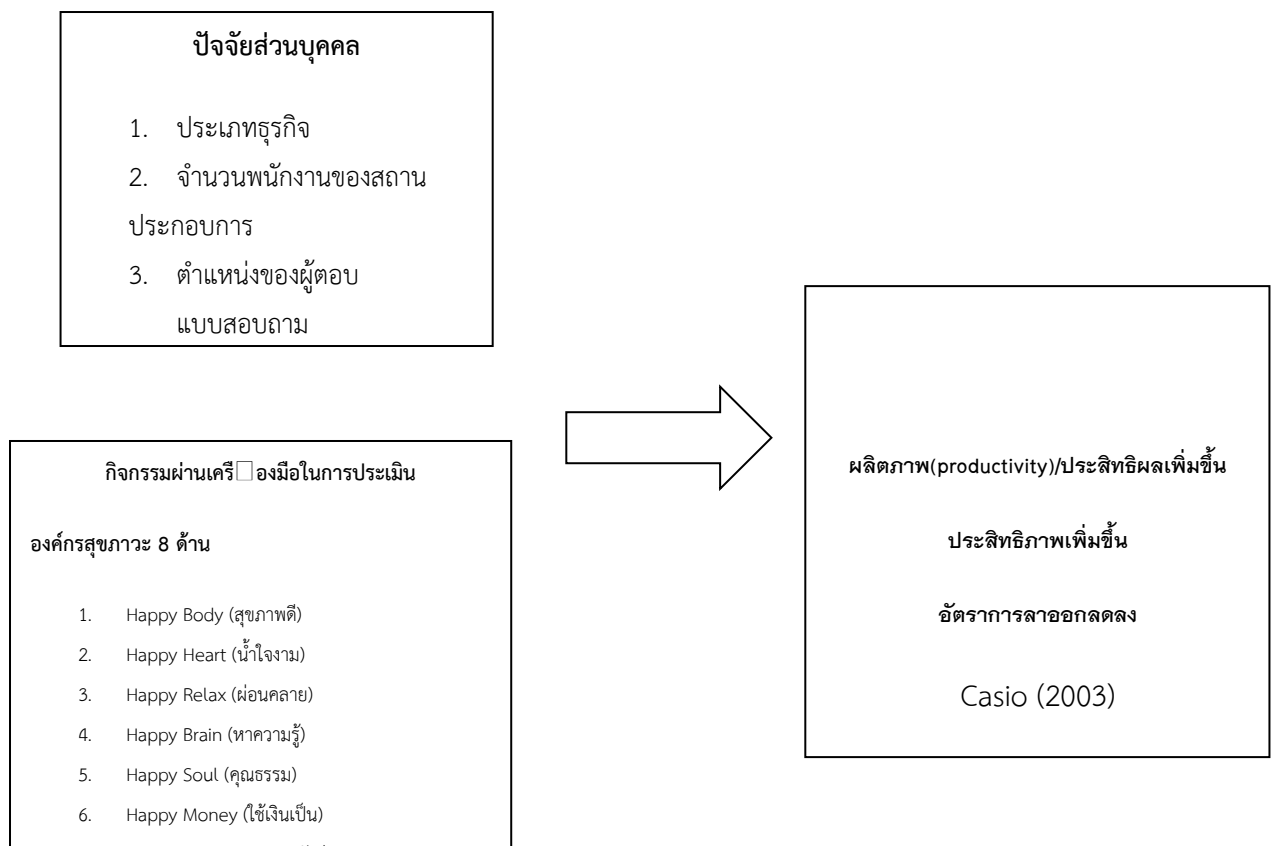 ปัจจัยส่วนบุคคล
1. ประเภทธุรกิจ
2. จำนวนพนักงานของสถาน
ประกอบการ
3. ตำแหน่งของผู้ตอบ
แบบสอบถาม
กิจกรรมผ่านเครื□องมือในการประเมิน
องค์กรสุขภาวะ 8 ด้าน
1. Happy Body (สุขภาพดี)
2. Happy Heart (น้ำใจงาม)
3. Happy Relax (ผ่อนคลาย)
4. Happy Brain (หาความรู้)
5. Happy Soul (คุณธรรม)
6. Happy Money (ใช้เงินเป็น)
ผลิตภาพ(productivity)/ประสิทธิผลเพิ่มขึ้น
ประสิทธิภาพเพิ่มขึ้น
อัตราการลาออกลดลง
Casio (2003)